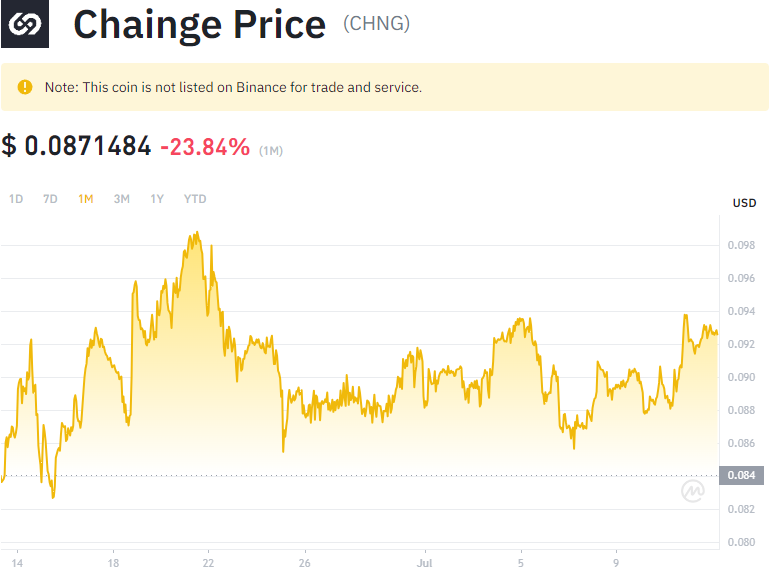 Chainge Price (CHNG)
Note: This coin is not listed on Binance for trade and service.
$ 0.0871484 -23.84% (1M)
1D 7D 1M 3M 1Y YTD
USD
0.098
0.096
0.094
0.092
0.090
0.088
0.086
0.084
0.082
0.080
14 18 22 26 Jul 5 9